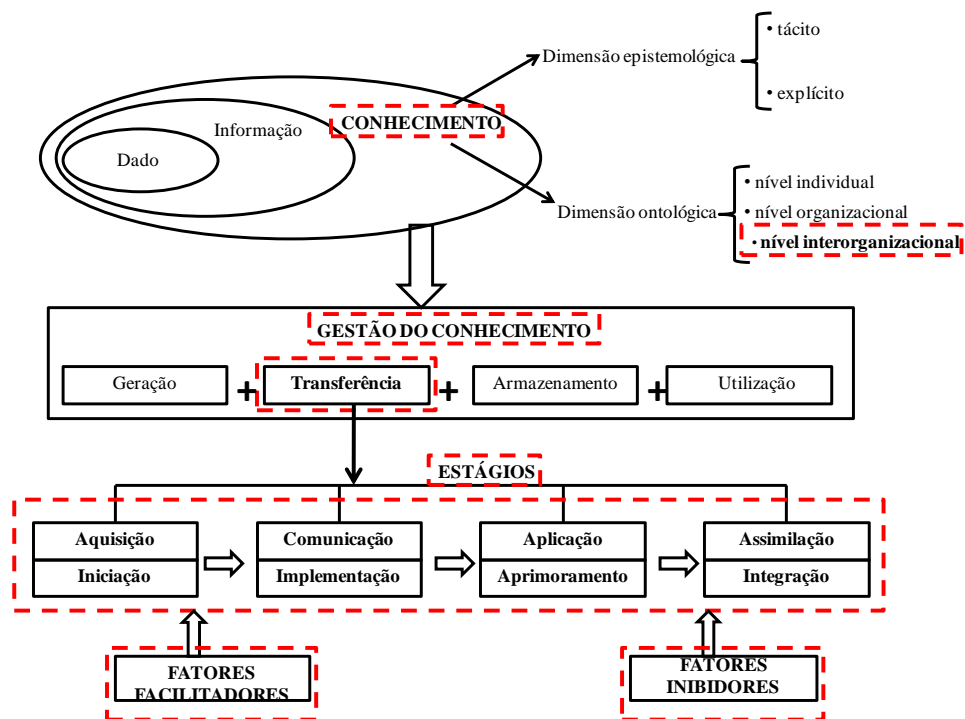 • tácito
Dimensão epistemológica
• explícito
Informação
CONHECIMENTO
Dado
• nível individual
Dimensão ontológica
• nível organizacional
• nível interorganizacional
GESTÃO DO CONHECIMENTO
Geração + Transferência + Armazenamento + Utilização
ESTÁGIOS
Aquisição Comunicação Aplicação Assimilação
Iniciação Implementação Aprimoramento Integração
FATORES
FACILITADORES
FATORES
INIBIDORES